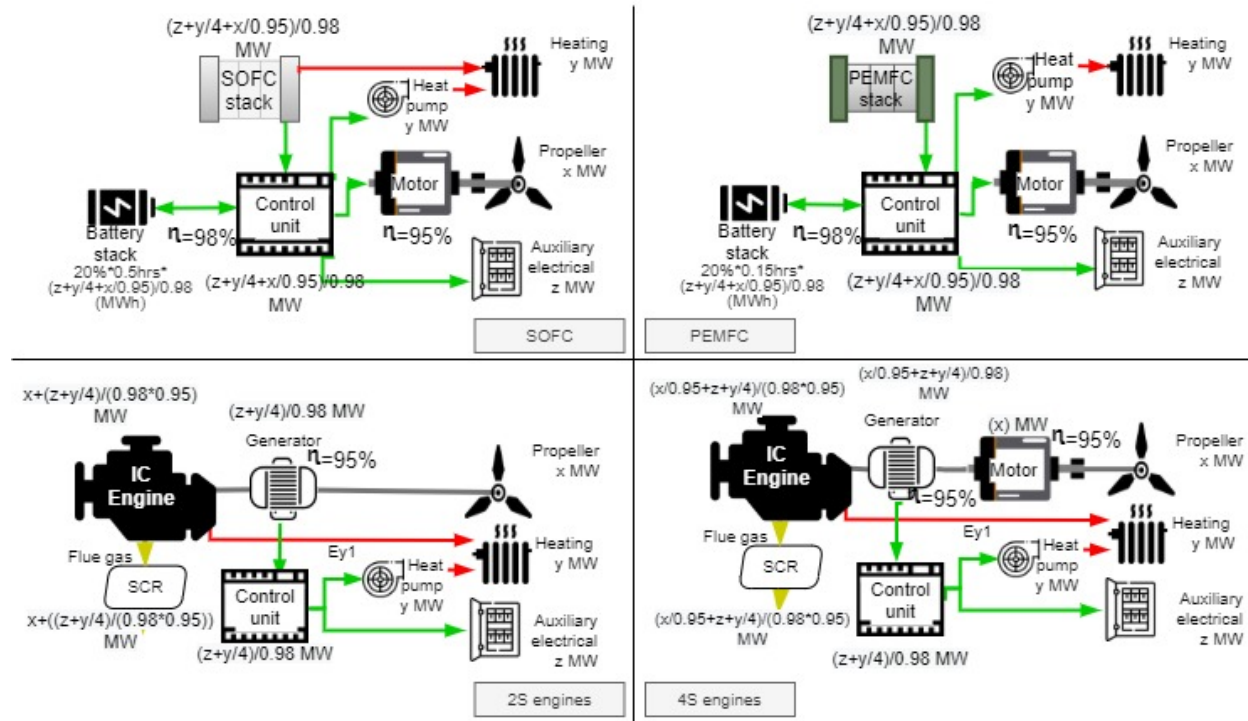 (z+y/4+x/0.95)/0.98
MW
SOFC
stack
Heat
pump
y MW
Heating
y MW
Motor
η=95%
Propeller
x MW
Battery
stack
20%*0.5hrs*
(z+y/4+x/0.95)/0.98
(MWh)
η=98%
Control
unit
(z+y/4+x/0.95)/0.98
MW
Auxiliary
electrical
z MW
SOFC
(z+y/4+x/0.95)/0.98
MW
PEMFC
stack
Heat
pump
y MW
Heating
y MW
Motor
η=95%
Propeller
x MW
Battery
stack
20%*0.15hrs*
(z+y/4+x/0.95)/0.98
(MWh)
η=98%
Control
unit
(z+y/4+x/0.95)/0.98
MW
Auxiliary
electrical
z MW
PEMFC
x+(z+y/4)/(0.98*0.95)
MW
IC
Engine
(z+y/4)/0.98 MW
Generator
η=95%
Propeller
x MW
Flue gas
SCR
x+((z+y/4)/(0.98*0.95))
MW
Ey1
Heat
pump
y MW
Heating
y MW
Control
unit
(z+y/4)/0.98 MW
Auxiliary
electrical
z MW
2S engines
(x/0.95+z+y/4)/(0.98*0.95)
MW
IC
Engine
(x/0.95+z+y/4)/0.98)
MW
Generator
η=95%
(x) MW
Motor
η=95%
Propeller
x MW
Flue gas
SCR
(x/0.95+z+y/4)/(0.98*0.95)
MW
Ey1
Heat
pump
y MW
Heating
y MW
Control
unit
(z+y/4)/0.98 MW
Auxiliary
electrical
z MW
4S engines